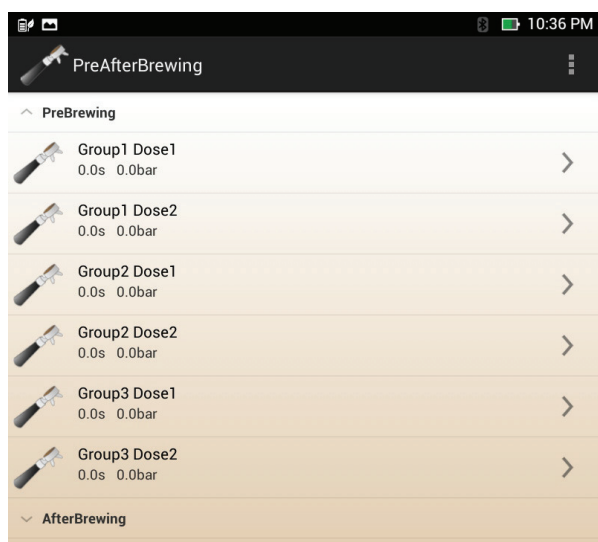 10:36 PM
PreAfterBrewing
PreBrewing
Group1 Dose1
0.0s 0.0bar
Group1 Dose2
0.0s 0.0bar
Group2 Dose1
0.0s 0.0bar
Group2 Dose2
0.0s 0.0bar
Group3 Dose1
0.0s 0.0bar
Group3 Dose2
0.0s 0.0bar
AfterBrewing